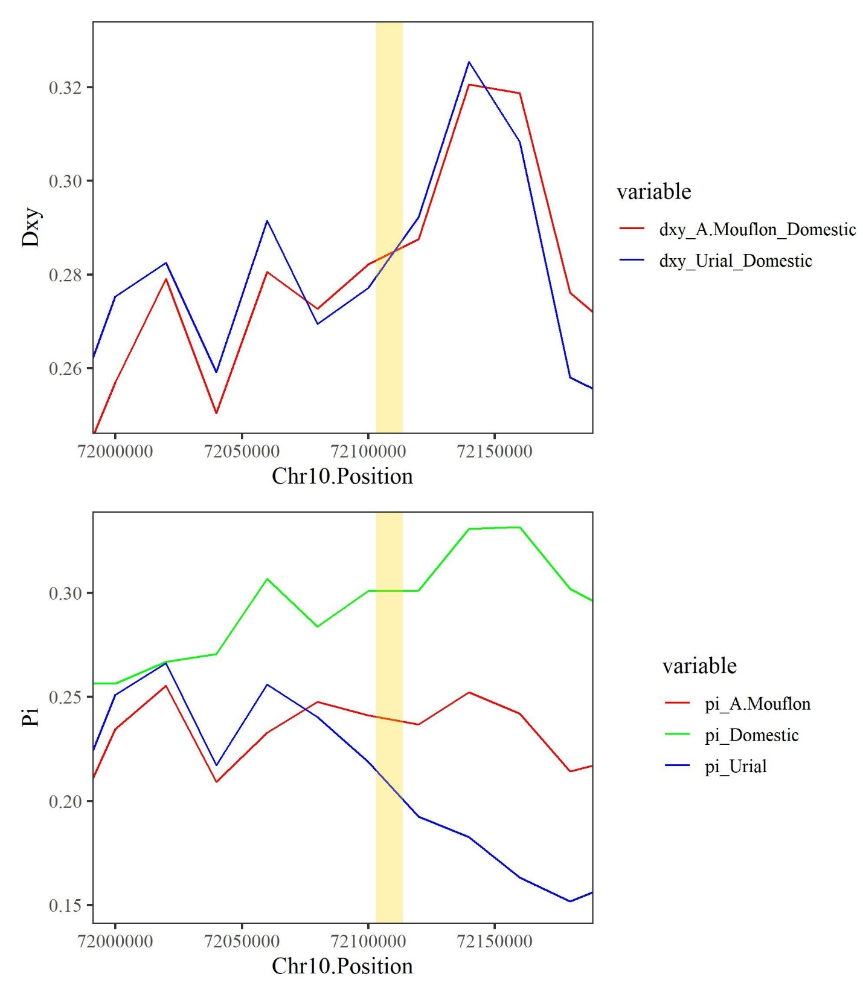 0.32
0.30
0.28
0.26
Dxy
72000000 72050000 72100000 72150000
Chr10.Position
variable
dxy_A.Mouflon_Domestic
dxy_Urial_Domestic
0.30
0.25
0.20
0.15
Pi
72000000 72050000 72100000 72150000
Chr10.Position
variable
pi_A.Mouflon
pi_Domestic
pi_Urial